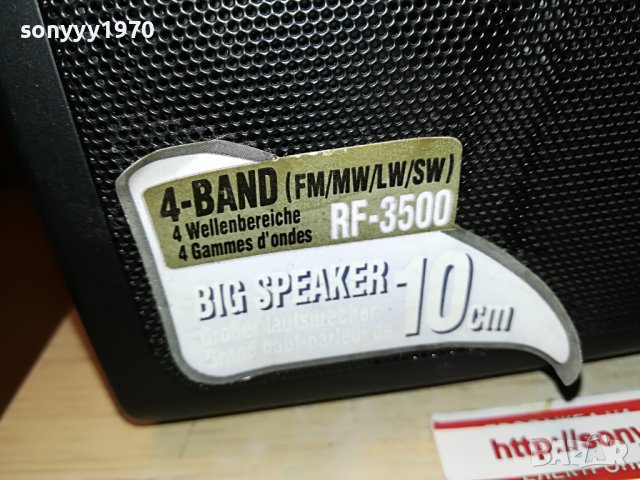 sonyyy1970
4-BAND (FM/MW/LW/SW)
4 Wellenbereiche
4 Gammes d'ondes
RF-3500
BIG SPEAKER -10cm
Großer Lautsprecher
Grand haut-parleur de
http://sony
BAZAR